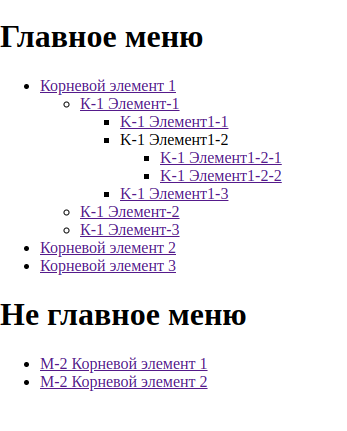 Главное меню
Корневой элемент 1
К-1 Элемент-1
К-1 Элемент1-1
К-1 Элемент1-2
К-1 Элемент1-2-1
К-1 Элемент1-2-2
К-1 Элемент1-3
К-1 Элемент-2
К-1 Элемент-3
Корневой элемент 2
Корневой элемент 3
Не главное меню
М-2 Корневой элемент 1
М-2 Корневой элемент 2